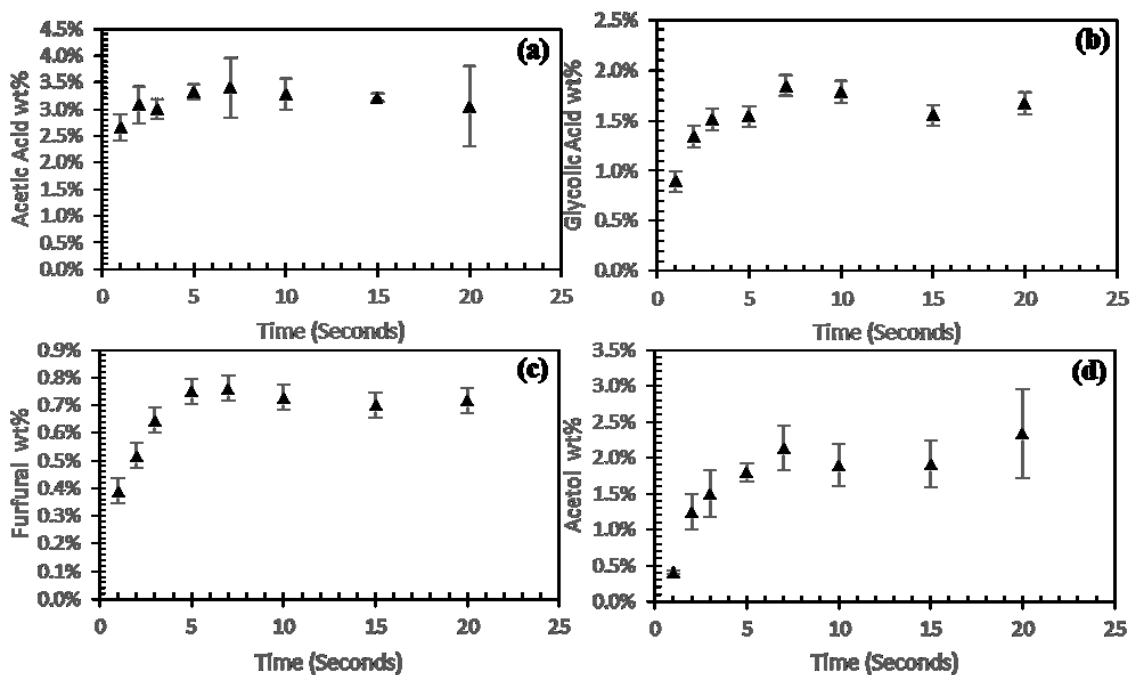 (a)
Acetic Acid wt%
4.5%
4.0%
3.5%
3.0%
2.5%
2.0%
1.5%
1.0%
0.5%
0.0%
0 5 10 15 20 25
Time (Seconds)
(b)
Glycolic Acid wt%
2.5%
2.0%
1.5%
1.0%
0.5%
0.0%
0 5 10 15 20 25
Time (Seconds)
(c)
Furfural wt%
0.9%
0.8%
0.7%
0.6%
0.5%
0.4%
0.3%
0.2%
0.1%
0.0%
0 5 10 15 20 25
Time (Seconds)
(d)
Acetol wt%
3.5%
3.0%
2.5%
2.0%
1.5%
1.0%
0.5%
0.0%
0 5 10 15 20 25
Time (Seconds)